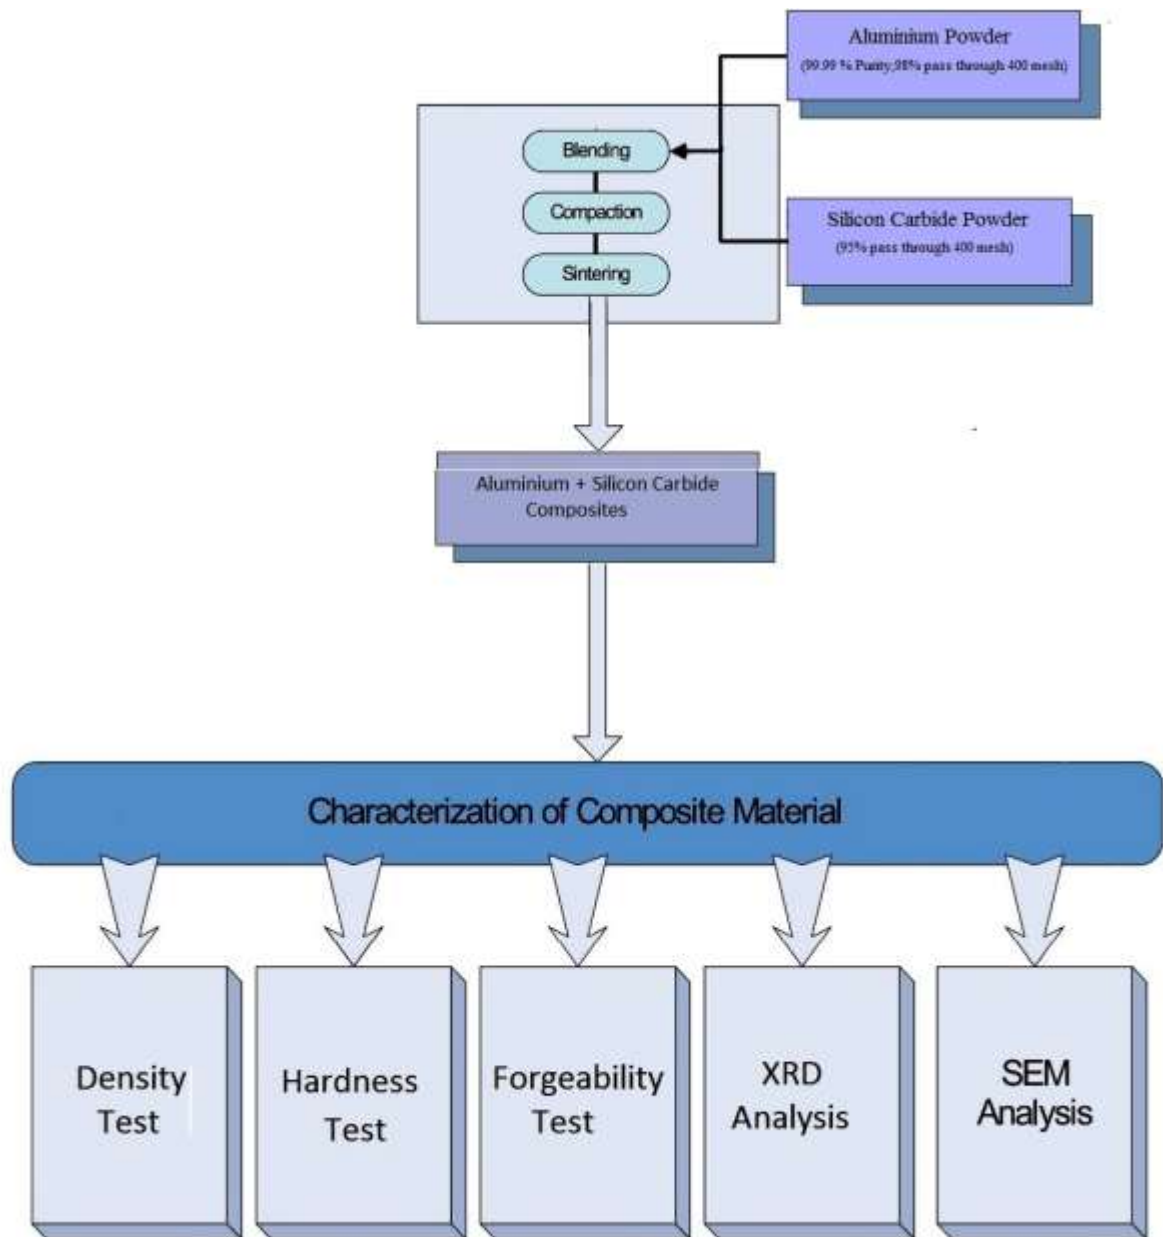 Aluminium Powder
(99.99 % Purity,98% pass through 400 mesh)
Blending
Compaction
Sintering
Silicon Carbide Powder
(95% pass through 400 mesh)
Aluminium + Silicon Carbide
Composites
Characterization of Composite Material
Density
Test
Hardness
Test
Forgeability
Test
XRD
Analysis
SEM
Analysis